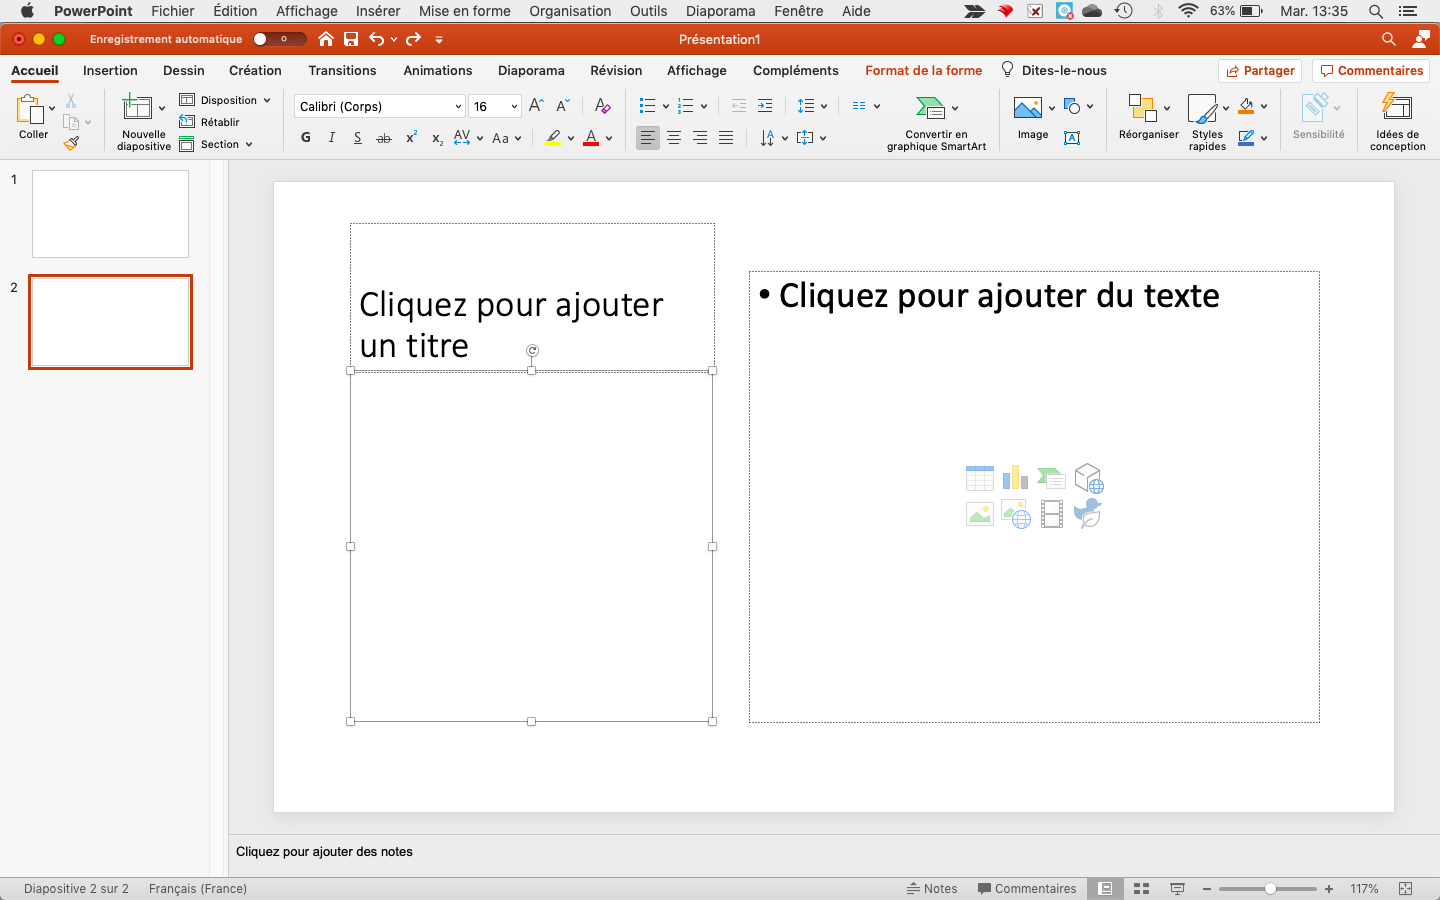 PowerPoint Fichier Édition Affichage Insérer Mise en forme Organisation Outils Diaporama Fenêtre Aide 63% Mar. 13:35
Enregistrement automatique Présentation1
Accueil Insertion Dessin Création Transitions Animations Diaporama Révision Affichage Compléments Format de la forme Dites-le-nous Partager Commentaires
Coller
Nouvelle diapositive
Disposition
Rétablir
Section
Calibri (Corps) 16
G I S ab x² x₂ AV Aa A
Convertir en graphique SmartArt
Image
Réorganiser
Styles rapides
Sensibilité
Idées de conception
1
2
Cliquez pour ajouter
un titre
• Cliquez pour ajouter du texte
Cliquez pour ajouter des notes
Diapositive 2 sur 2 Français (France) Notes Commentaires 117%